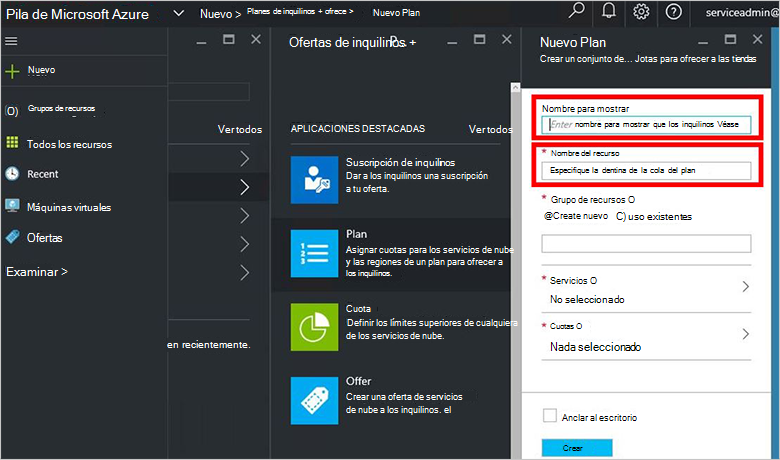 Pila de Microsoft Azure
Nuevo > Planes de inquilinos + ofrece > Nuevo Plan
serviceadmin@
Nuevo
Grupos de recursos
Todos los recursos
Recent
Máquinas virtuales
Ofertas
Examinar >
Ver todos
en recientemente.
Ofertas de inquilinos +
APLICACIONES DESTACADAS
Ver todos
Suscripción de inquilinos
Dar a los inquilinos una suscripción
a tu oferta.
Plan
Asignar cuotas para los servicios de nube
y las regiones de un plan para ofrecer a
los inquilinos.
Cuota
Definir los límites superiores de cualquiera
de los servicios de nube.
Offer
Crear una oferta de servicios
de nube a los inquilinos. el
Nuevo Plan
Crear un conjunto de... Jotas para ofrecer a las tiendas
Nombre para mostrar
Enter nombre para mostrar que los inquilinos Véase
* Nombre del recurso
Especifique la dentina de la cola del plan
* Grupo de recursos O
@Create nuevo C) uso existentes
* Servicios O
No seleccionado
* Cuotas O
Nada seleccionado
Anclar al escritorio
Crear